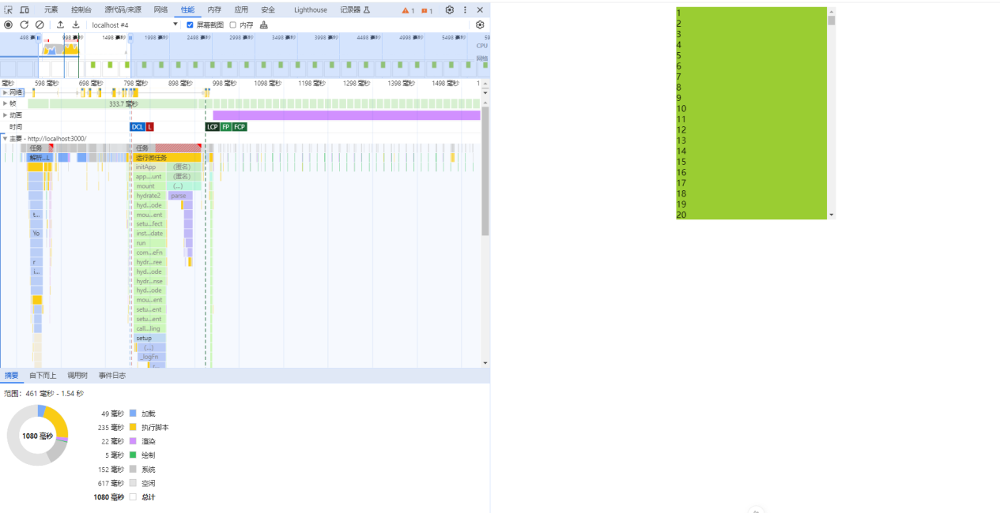 元素 控制台 源代码/来源 网络 性能 内存 应用 安全 Lighthouse 记录器 1 1
localhost #4 屏幕截图 内存
498 毫秒 998 毫秒 1498 毫秒 1998 毫秒 2498 毫秒 2998 毫秒 3498 毫秒 3998 毫秒 4498 毫秒 4998 毫秒 5498 毫秒 59
CPU
网络
毫秒 598 毫秒 698 毫秒 798 毫秒 898 毫秒 998 毫秒 1098 毫秒 1198 毫秒 1298 毫秒 1398 毫秒 1498 毫秒 1
网络
帧 333.7 毫秒
动画
时间 DCL L LCP FP FCP
主要 - http://localhost:3000/
任务 任务
解析...L 运行微任务
initApp (匿名)
app....unt (匿名)
mount (...)
hydrate2 parse
hyd...ode
t... mou...ent
setu...fect
Yo inst...date
run
com...eFn
r hydr...ree
i... hyd...ode
hydr...nse
hyd...ode
mou...ent
setu...ent
setu...ent
call...ling
setup
(...)
_logFn
r...
摘要 自下而上 调用树 事件日志
范围: 461 毫秒 - 1.54 秒
1080 毫秒
49 毫秒 加载
235 毫秒 执行脚本
22 毫秒 渲染
5 毫秒 绘制
152 毫秒 系统
617 毫秒 空闲
1080 毫秒 总计
1
2
3
4
5
6
7
8
9
10
11
12
13
14
15
16
17
18
19
20